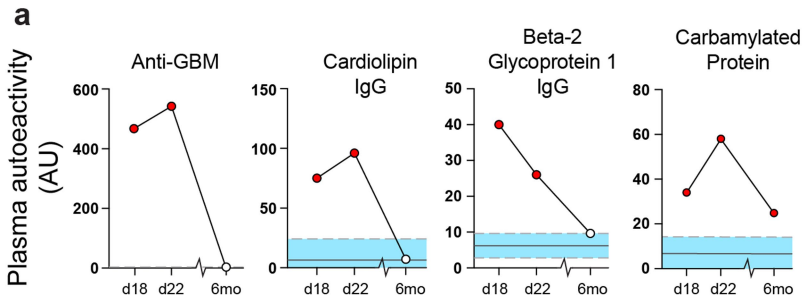 a
Plasma autoeactivity
(AU)
Anti-GBM
600
400
200
0
d18 d22 6mo
Cardiolipin
IgG
150
100
50
0
d18 d22 6mo
Beta-2
Glycoprotein 1
IgG
50
40
30
20
10
0
d18 d22 6mo
Carbamylated
Protein
80
60
40
20
0
d18 d22 6mo